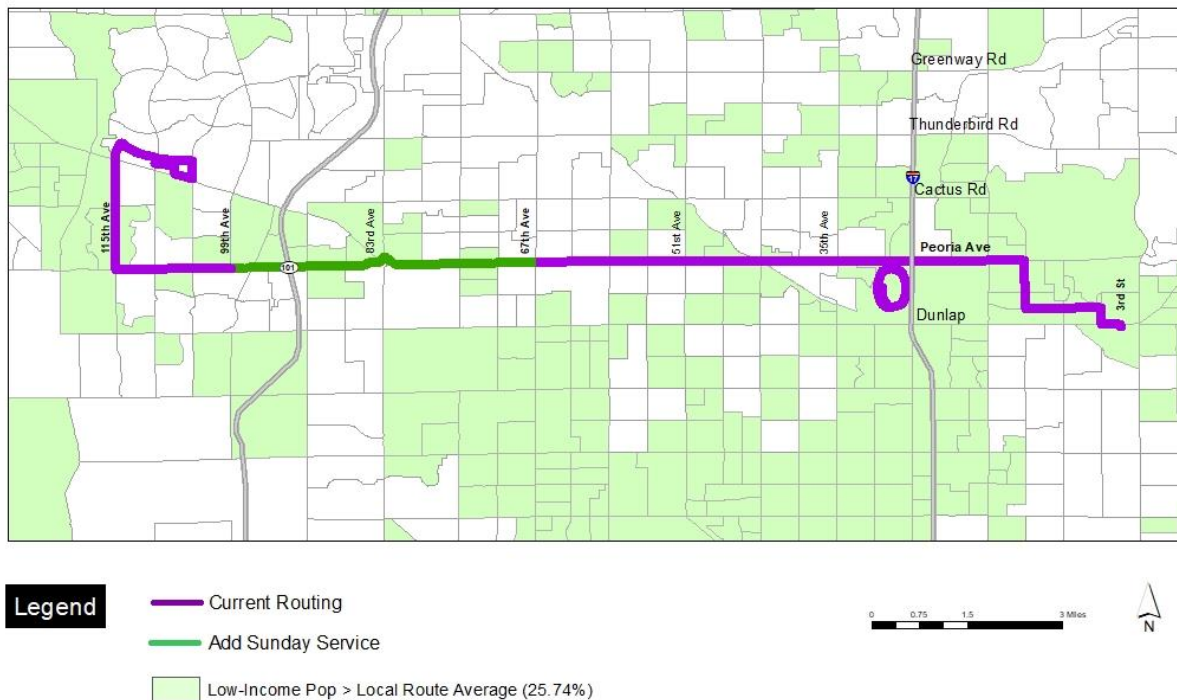 Greenway Rd
Thunderbird Rd
17
Cactus Rd
115th Ave
99th Ave
83rd Ave
67th Ave
51st Ave
35th Ave
Peoria Ave
101
3rd St
Dunlap
Legend
Current Routing
Add Sunday Service
Low-Income Pop > Local Route Average (25.74%)
0 0.75 1.5 3 Miles
N